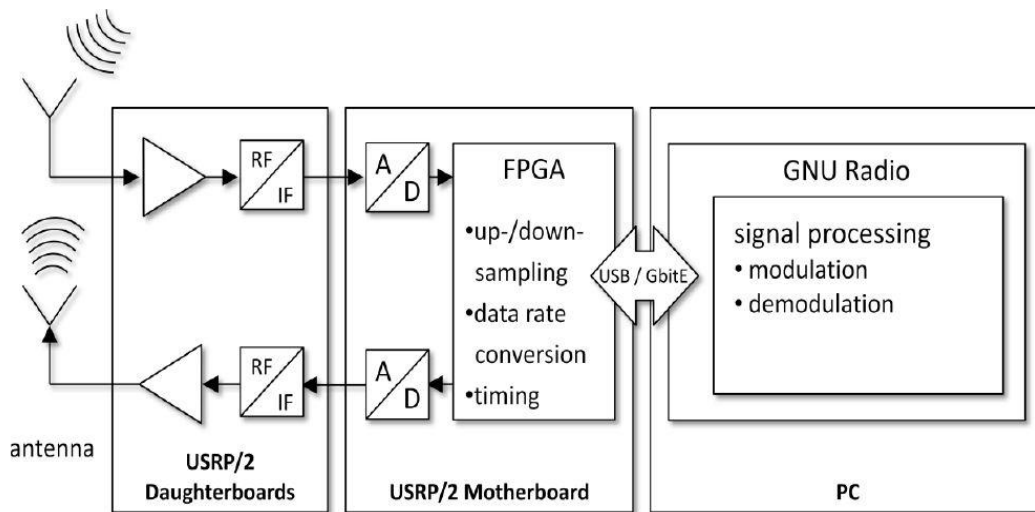 RF
IF
A
D
FPGA
•up-/down-
sampling
•data rate
conversion
•timing
USB / GbitE
GNU Radio
signal processing
• modulation
• demodulation
RF
IF
A
D
antenna
USRP/2
Daughterboards
USRP/2 Motherboard
PC